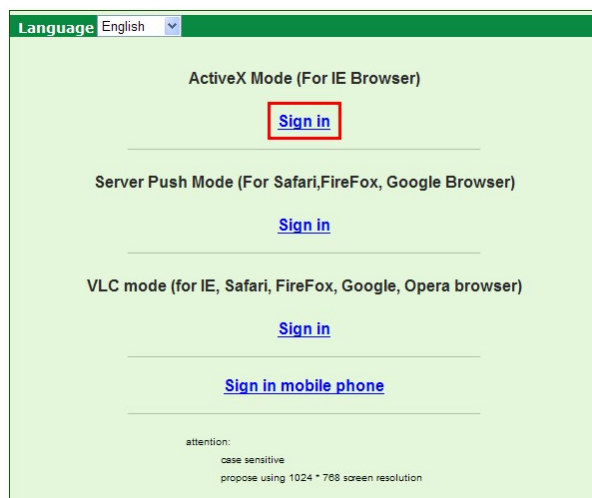 Language English
ActiveX Mode (For IE Browser)
Sign in
Server Push Mode (For Safari,FireFox, Google Browser)
Sign in
VLC mode (for IE, Safari, FireFox, Google, Opera browser)
Sign in
Sign in mobile phone
attention:
case sensitive
propose using 1024 * 768 screen resolution